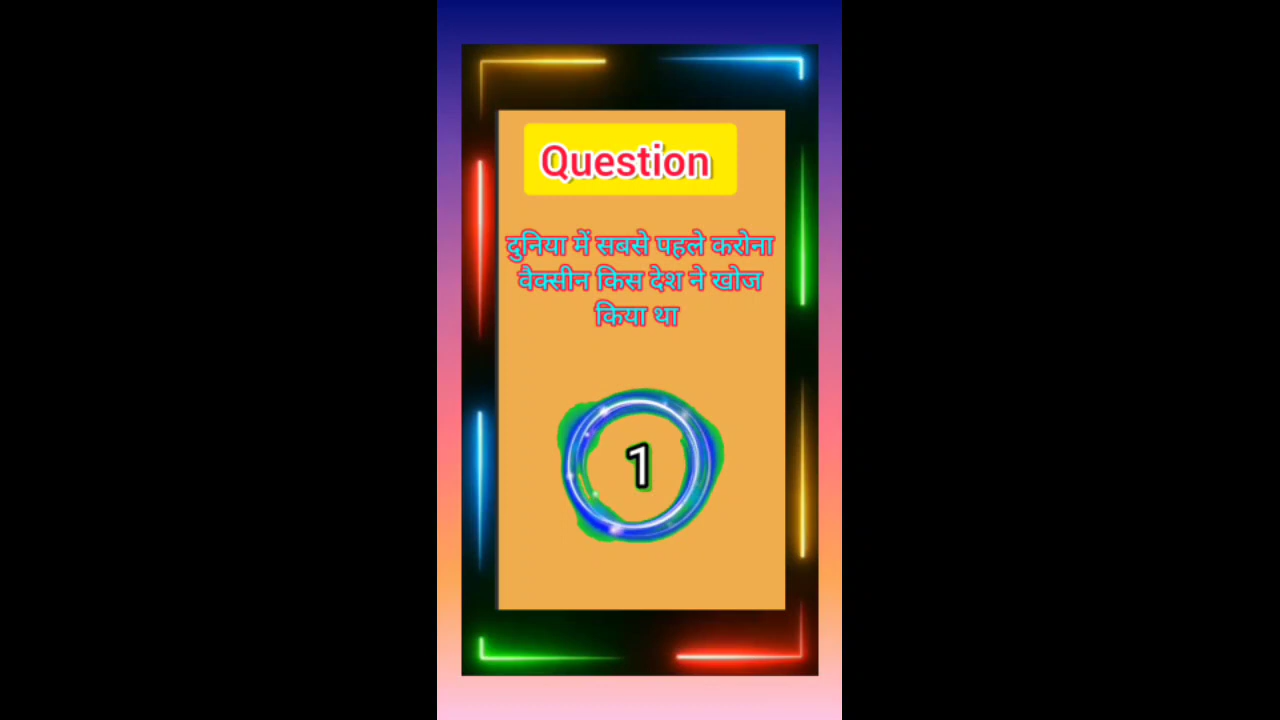 Question
दुनिया में सबसे पहले करोना
वैक्सीन किस देश ने खोज
किया था
1